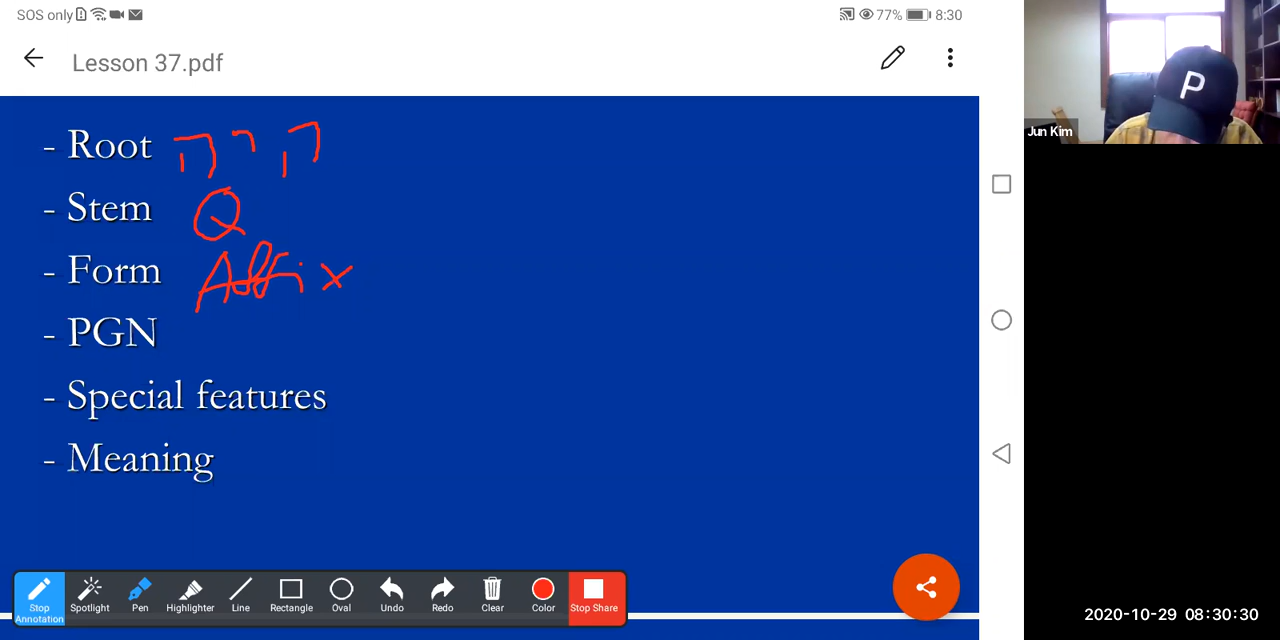 SOS only 77% 8:30
Lesson 37.pdf
P
Jun Kim
- Root היה
- Stem Q
- Form Affix
- PGN
- Special features
- Meaning
Stop Annotation Spotlight Pen Highlighter Line Rectangle Oval Undo Redo Clear Color Stop Share
2020-10-29 08:30:30